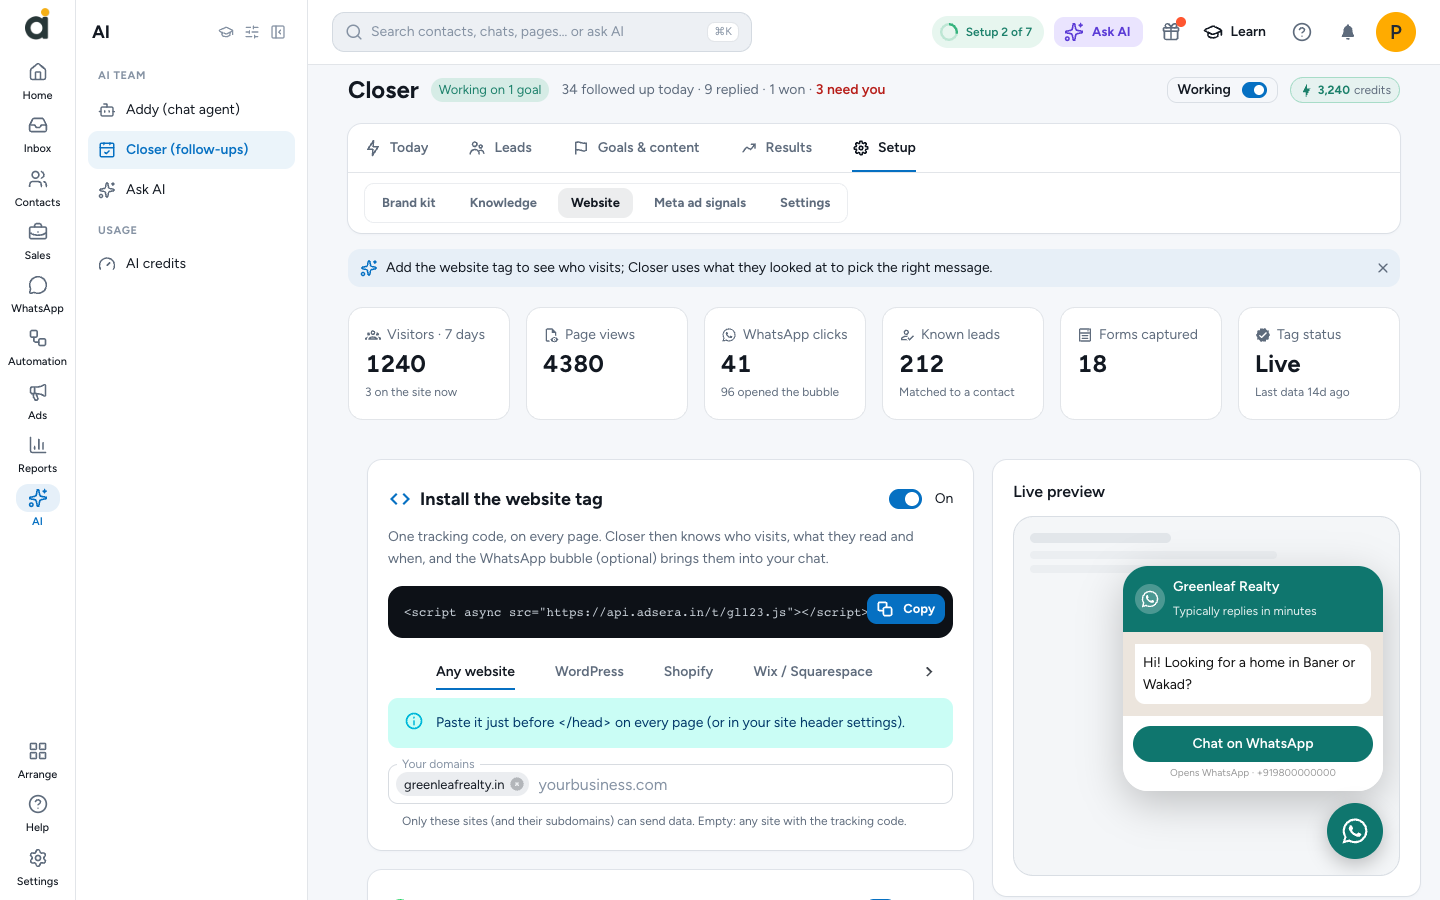 Search contacts, chats, pages... or ask AI
⌘K
Setup 2 of 7
Ask AI
Learn
P
Home
Inbox
Contacts
Sales
WhatsApp
Automation
Ads
Reports
AI
Arrange
Help
Settings
AI
AI TEAM
Addy (chat agent)
Closer (follow-ups)
Ask AI
USAGE
AI credits
Closer
Working on 1 goal
34 followed up today · 9 replied · 1 won · 3 need you
Working
3,240 credits
Today
Leads
Goals & content
Results
Setup
Brand kit
Knowledge
Website
Meta ad signals
Settings
Add the website tag to see who visits; Closer uses what they looked at to pick the right message.
Visitors · 7 days
1240
3 on the site now
Page views
4380
WhatsApp clicks
41
96 opened the bubble
Known leads
212
Matched to a contact
Forms captured
18
Tag status
Live
Last data 14d ago
Install the website tag
On
One tracking code, on every page. Closer then knows who visits, what they read and
when, and the WhatsApp bubble (optional) brings them into your chat.
<script async src="https://api.adsera.in/t/gl123.js"></script>
Copy
Any website
WordPress
Shopify
Wix / Squarespace
Paste it just before </head> on every page (or in your site header settings).
Your domains
greenleafrealty.in
yourbusiness.com
Only these sites (and their subdomains) can send data. Empty: any site with the tracking code.
Live preview
Greenleaf Realty
Typically replies in minutes
Hi! Looking for a home in Baner or
Wakad?
Chat on WhatsApp
Opens WhatsApp · +919800000000